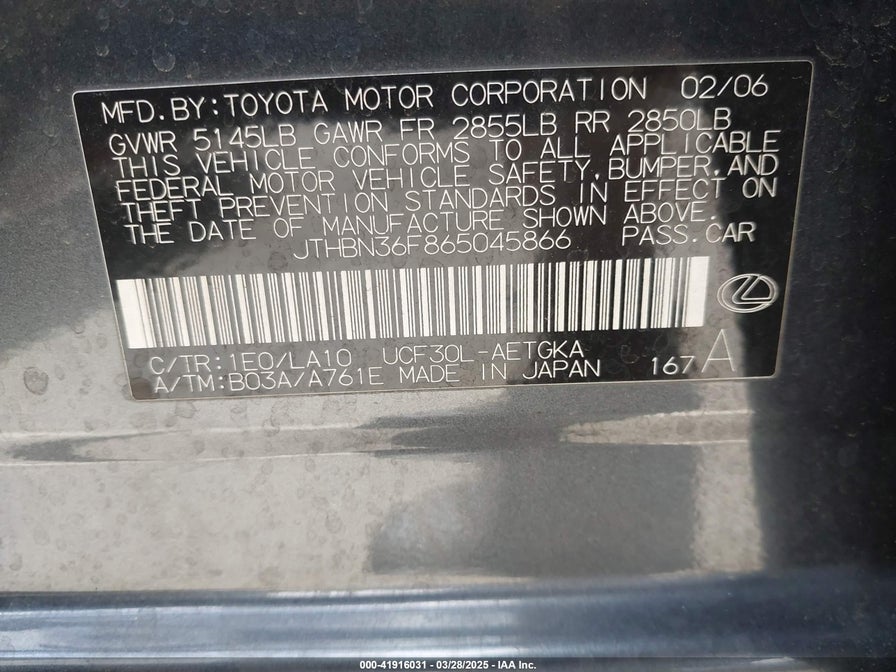 MFD.BY:TOYOTA MOTOR CORPORATION 02/06
GVWR 5145LB GAWR FR 2855LB RR 2850LB
THIS VEHICLE CONFORMS TO ALL APPLICABLE
FEDERAL MOTOR VEHICLE SAFETY,BUMPER,AND
THEFT PREVENTION STANDARDS IN EFFECT ON
THE DATE OF MANUFACTURE SHOWN ABOVE.
JTHBN36F865045866 PASS.CAR
C/TR:1E0/LA10 UCF30L-AETGKA
A/TM:B03A/A761E MADE IN JAPAN 167 A
000-41916031 - 03/28/2025 - IAA Inc.